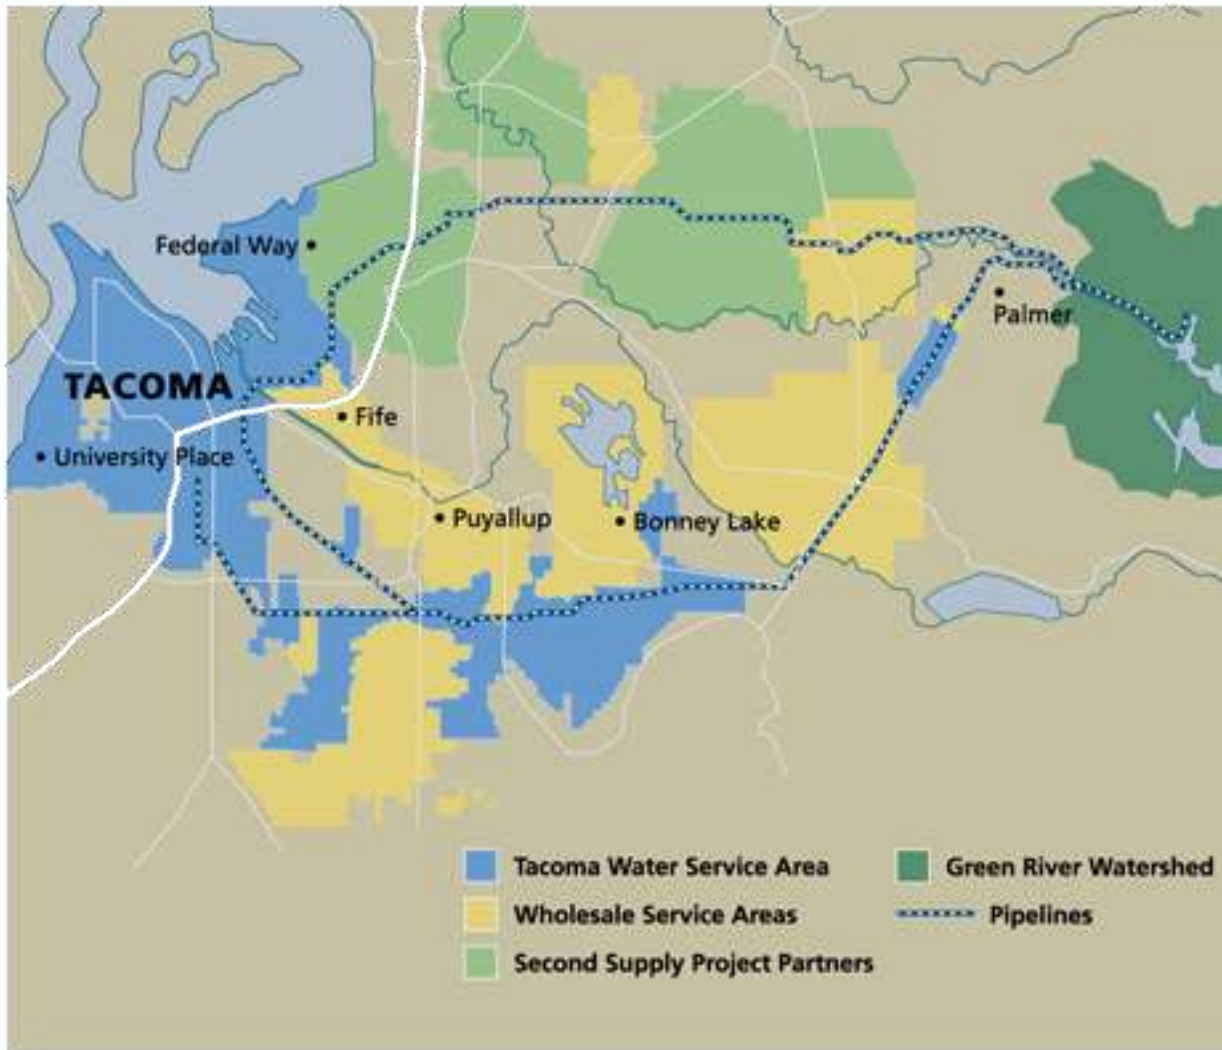 Federal Way
Palmer
TACOMA
Fife
University Place
Puyallup
Bonney Lake
Tacoma Water Service Area
Wholesale Service Areas
Second Supply Project Partners
Green River Watershed
Pipelines